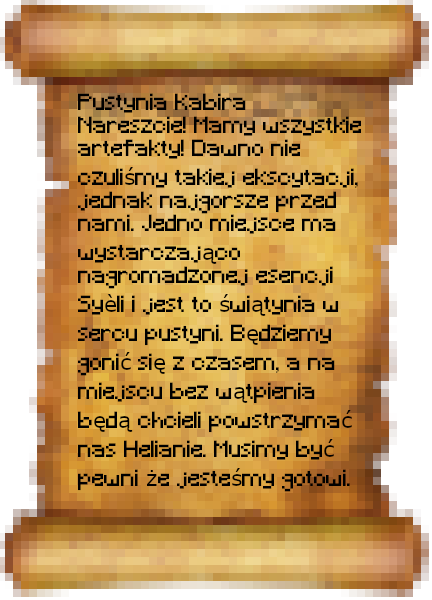 Pustynia Kabira
Nareszcie! Mamy wszystkie
artefakty! Dawno nie
czuliśmy takiej ekscytacji,
jednak najgorsze przed
nami. Jedno miejsce ma
wystarczająco
nagromadzonej esencji
Syèli i jest to świątynia w
sercu pustyni. Będziemy
gonić się z czasem, a na
miejscu bez wątpienia
będą chcieli powstrzymać
nas Helianie. Musimy być
pewni że jesteśmy gotowi.